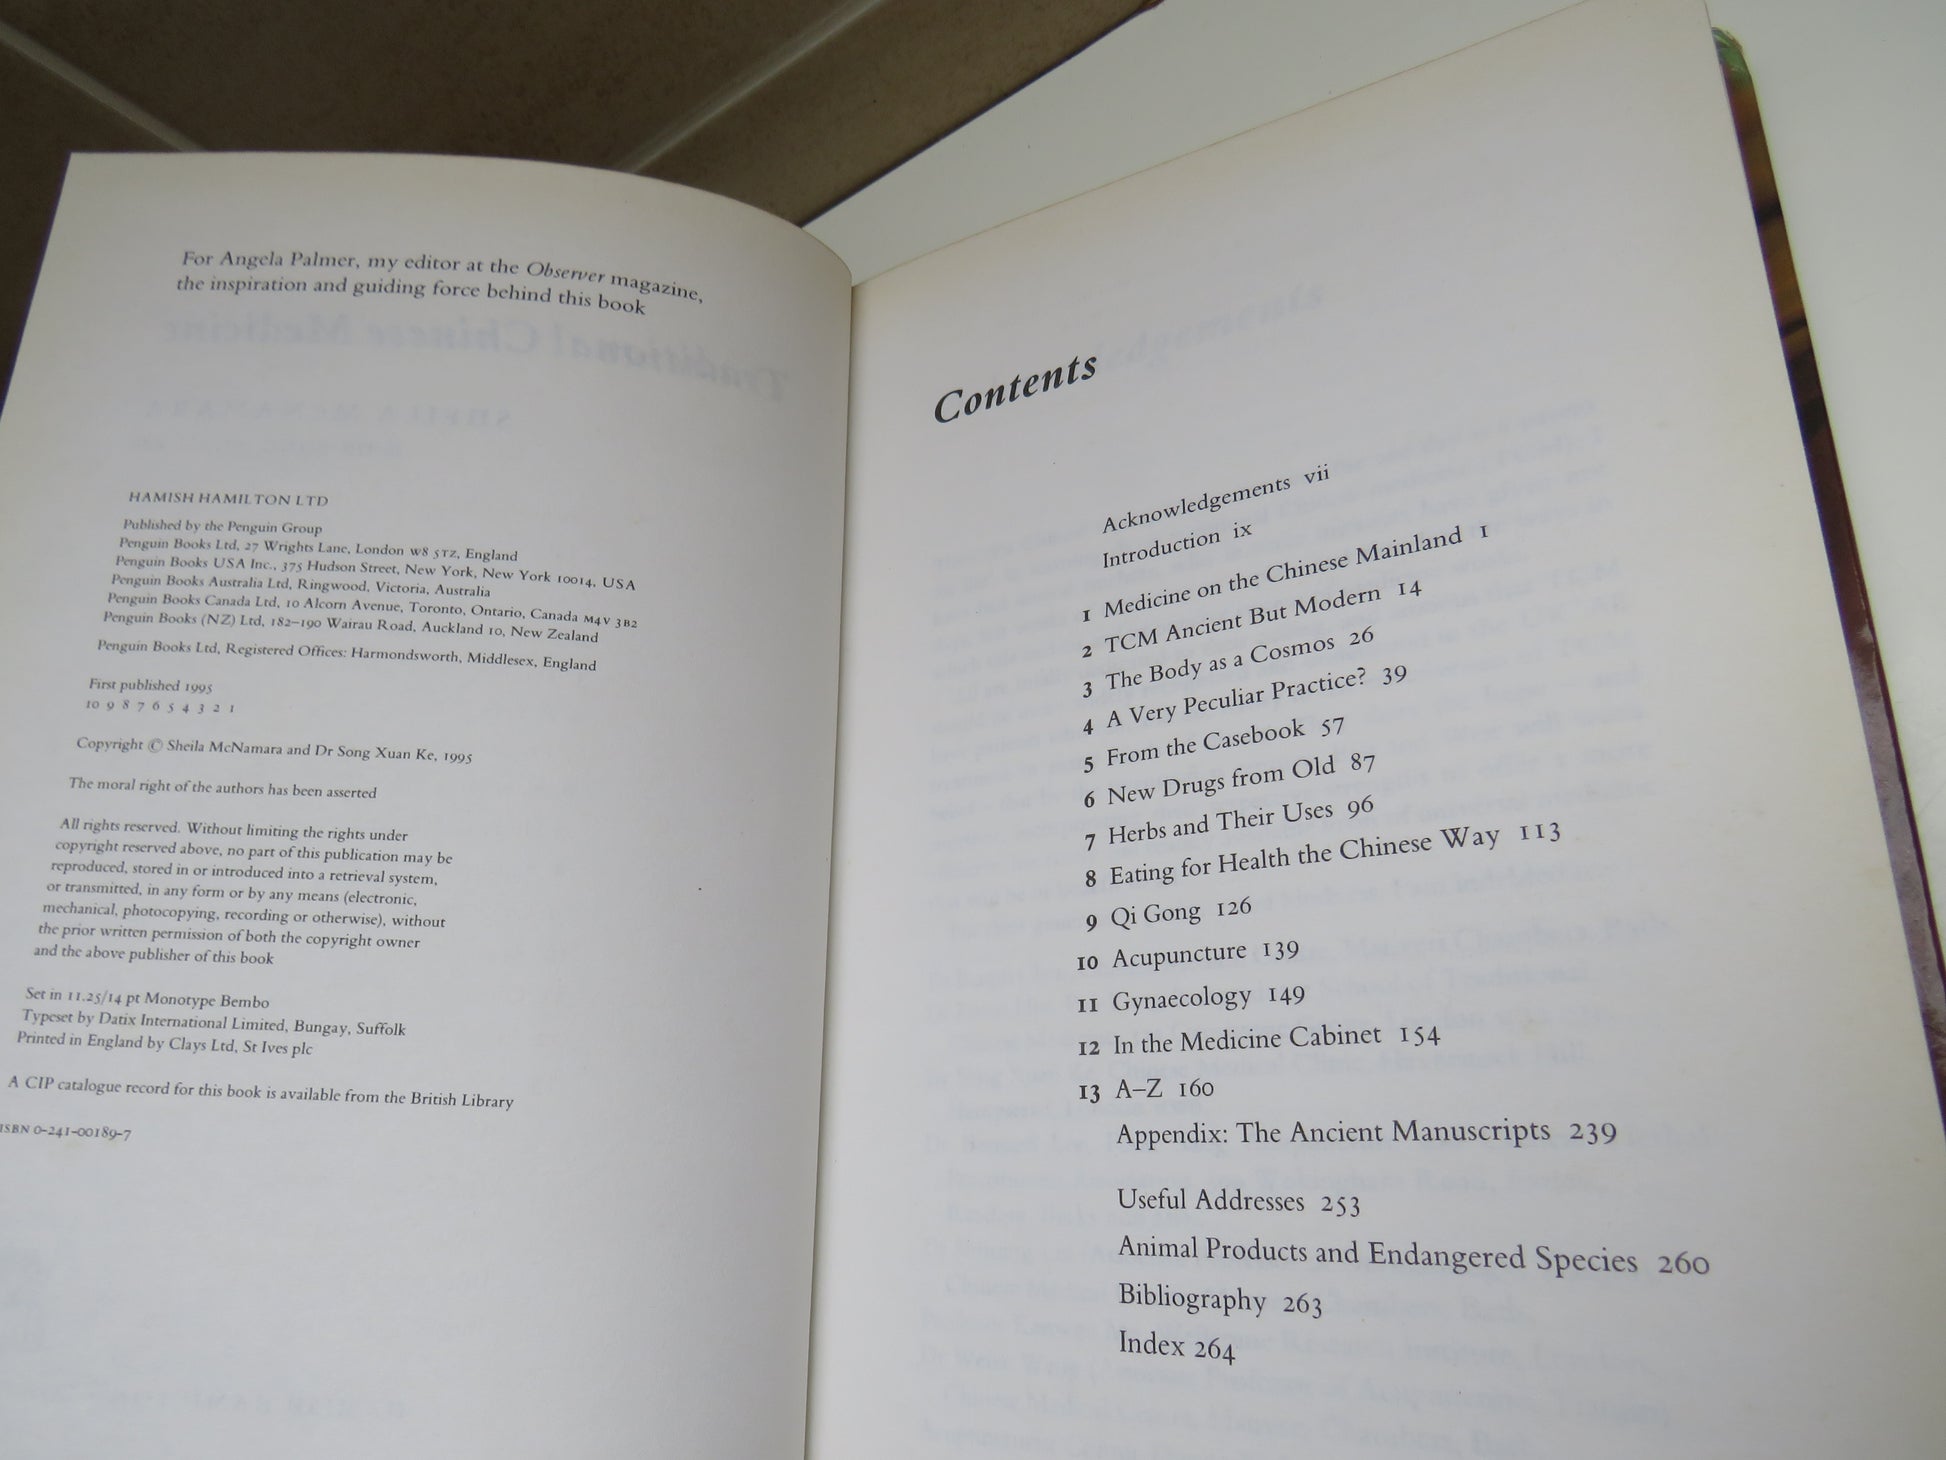 For Angela Palmer, my editor at the Observer magazine,
the inspiration and guiding force behind this book
HAMISH HAMILTON LTD
Published by the Penguin Group
Penguin Books Ltd, 27 Wrights Lane, London W8 5TZ, England
Penguin Books USA Inc., 375 Hudson Street, New York, New York 10014, USA
Penguin Books Australia Ltd, Ringwood, Victoria, Australia
Penguin Books Canada Ltd, 10 Alcorn Avenue, Toronto, Ontario, Canada M4V 3B2
Penguin Books (NZ) Ltd, 182–190 Wairau Road, Auckland 10, New Zealand
Penguin Books Ltd, Registered Offices: Harmondsworth, Middlesex, England
First published 1995
10 9 8 7 6 5 4 3 2 1
Copyright © Sheila McNamara and Dr Song Xuan Ke, 1995
The moral right of the authors has been asserted
All rights reserved. Without limiting the rights under
copyright reserved above, no part of this publication may be
reproduced, stored in or introduced into a retrieval system,
or transmitted, in any form or by any means (electronic,
mechanical, photocopying, recording or otherwise), without
the prior written permission of both the copyright owner
and the above publisher of this book
Set in 11.25/14 pt Monotype Bembo
Typeset by Datix International Limited, Bungay, Suffolk
Printed in England by Clays Ltd, St Ives plc
A CIP catalogue record for this book is available from the British Library
ISBN 0-241-00189-7
Contents
Acknowledgements vii
Introduction ix
1 Medicine on the Chinese Mainland 1
2 TCM Ancient But Modern 14
3 The Body as a Cosmos 26
4 A Very Peculiar Practice? 39
5 From the Casebook 57
6 New Drugs from Old 87
7 Herbs and Their Uses 96
8 Eating for Health the Chinese Way 113
9 Qi Gong 126
10 Acupuncture 139
11 Gynaecology 149
12 In the Medicine Cabinet 154
13 A–Z 160
Appendix: The Ancient Manuscripts 239
Useful Addresses 253
Animal Products and Endangered Species 260
Bibliography 263
Index 264